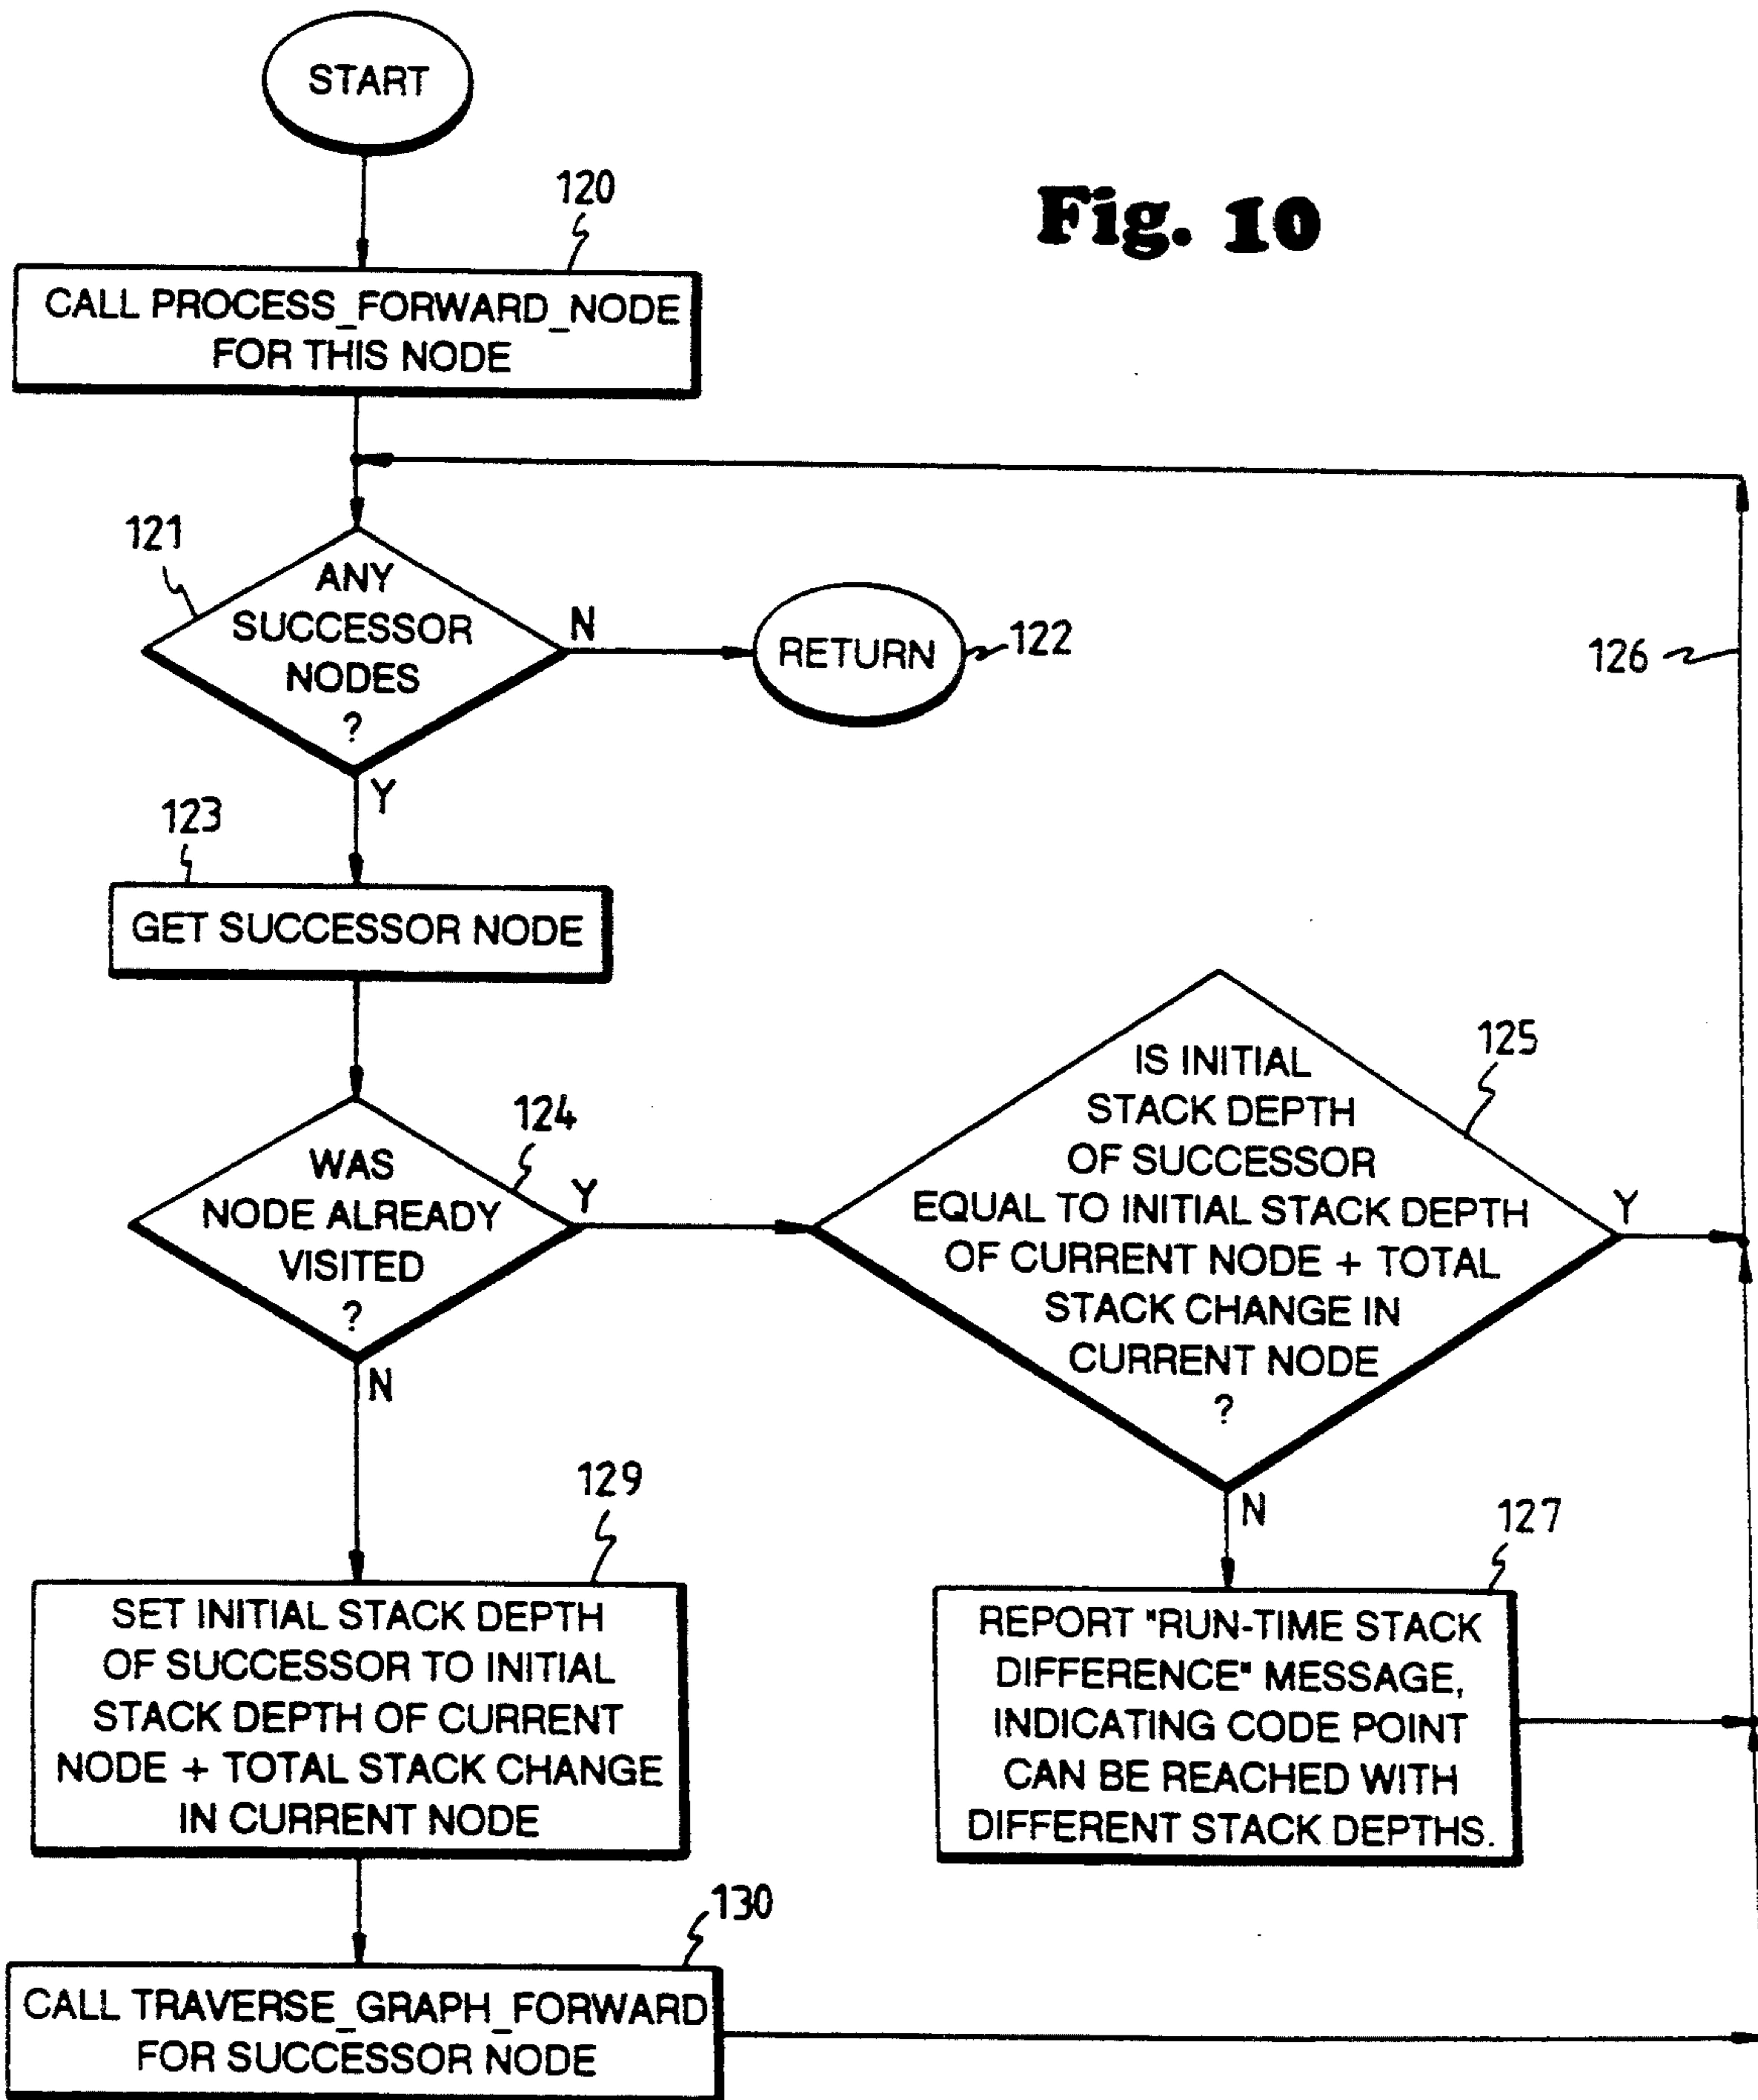 START
Fig. 10
120
CALL PROCESS_FORWARD_NODE
FOR THIS NODE
121
ANY
SUCCESSOR
NODES
?
N
RETURN
122
126
Y
123
GET SUCCESSOR NODE
124
WAS
NODE ALREADY
VISITED
?
Y
N
125
IS INITIAL
STACK DEPTH
OF SUCCESSOR
EQUAL TO INITIAL STACK DEPTH
OF CURRENT NODE + TOTAL
STACK CHANGE IN
CURRENT NODE
?
Y
N
129
SET INITIAL STACK DEPTH
OF SUCCESSOR TO INITIAL
STACK DEPTH OF CURRENT
NODE + TOTAL STACK CHANGE
IN CURRENT NODE
127
REPORT "RUN-TIME STACK
DIFFERENCE" MESSAGE,
INDICATING CODE POINT
CAN BE REACHED WITH
DIFFERENT STACK DEPTHS.
130
CALL TRAVERSE_GRAPH_FORWARD
FOR SUCCESSOR NODE